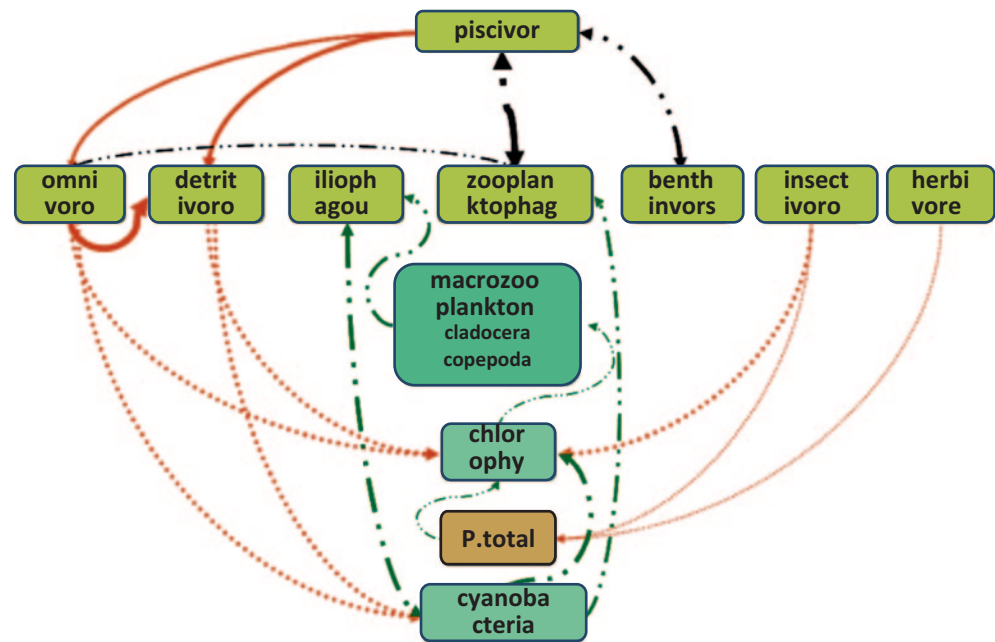 piscivor
omni
voro
detrit
ivoro
ilioph
agou
zooplan
ktophag
benth
invors
insect
ivoro
herbi
vore
macrozoo
plankton
cladocera
copepoda
chlor
ophy
P.total
cyanoba
cteria